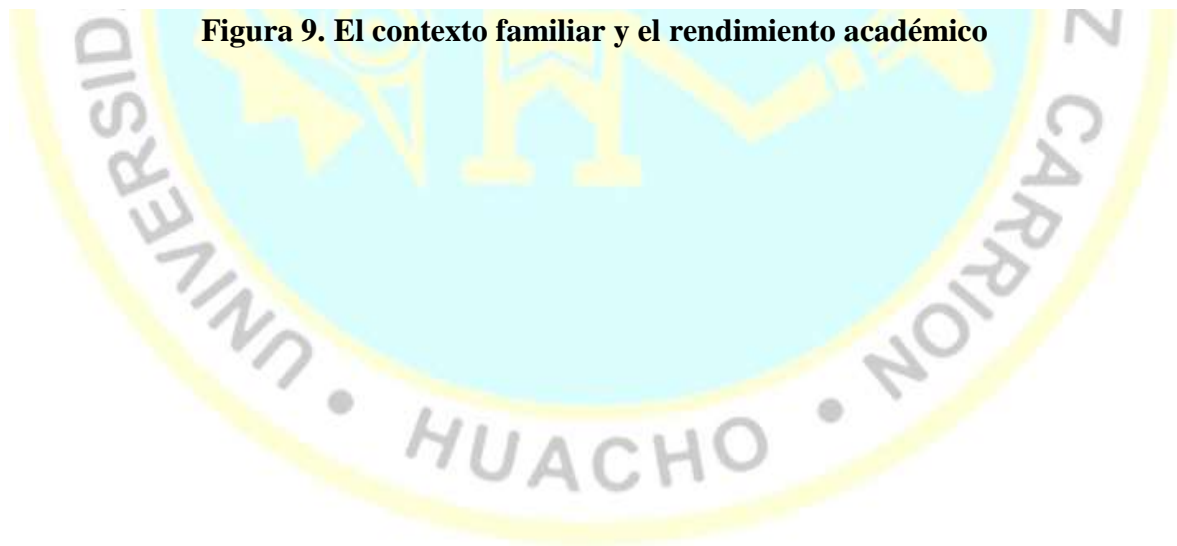 Figura 9. El contexto familiar y el rendimiento académico
UNIVERSID
• HUACHO •
Z CARRION